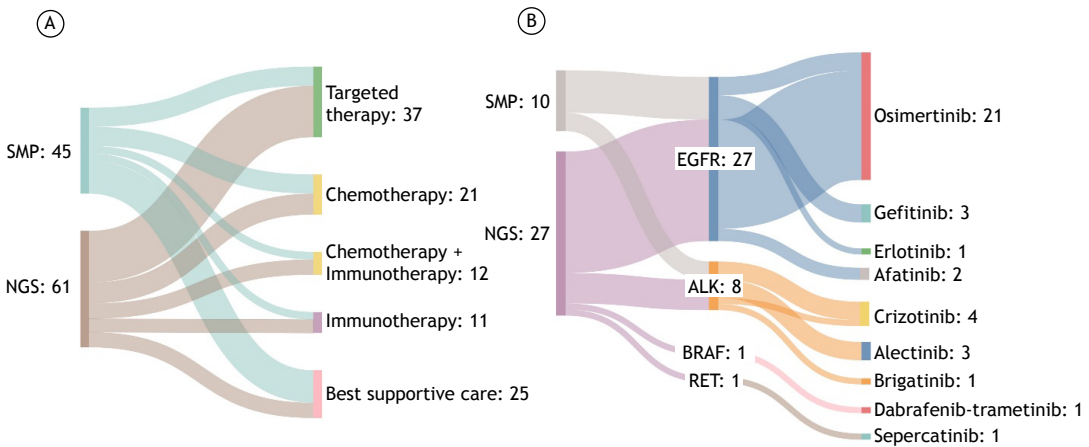 A
SMP: 45
NGS: 61
Targeted
therapy: 37
Chemotherapy: 21
Chemotherapy +
Immunotherapy: 12
Immunotherapy: 11
Best supportive care: 25
B
SMP: 10
NGS: 27
EGFR: 27
ALK: 8
BRAF: 1
RET: 1
Osimertinib: 21
Gefitinib: 3
Erlotinib: 1
Afatinib: 2
Crizotinib: 4
Alectinib: 3
Brigatinib: 1
Dabrafenib-trametinib: 1
Sepercatinib: 1